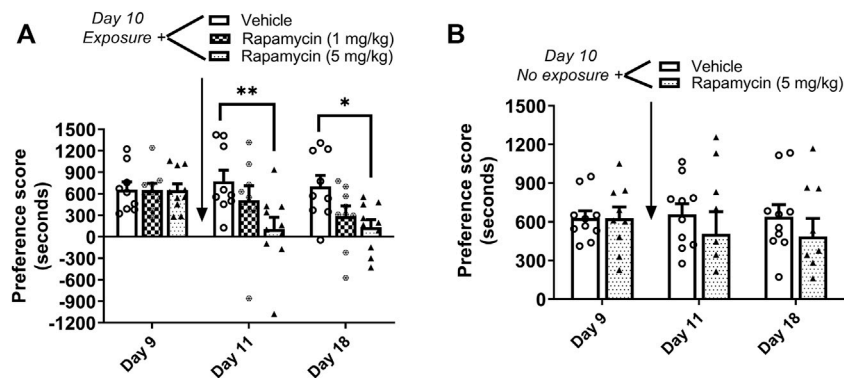 A
Day 10
Exposure +
Vehicle
Rapamycin (1 mg/kg)
Rapamycin (5 mg/kg)
**
*
Preference score
(seconds)
1500
1200
900
600
300
0
-300
-600
-900
-1200
Day 9
Day 11
Day 18
B
Day 10
No exposure +
Vehicle
Rapamycin (5 mg/kg)
Preference score
(seconds)
1500
1200
900
600
300
0
Day 9
Day 11
Day 18